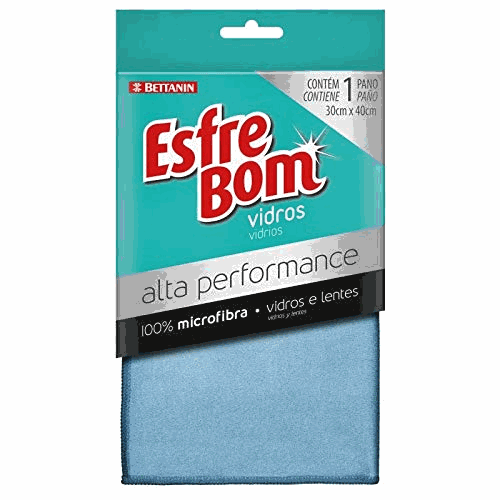 BETTANIN
CONTÉM 1 PANO
CONTIENE PAÑO
30cm x 40cm
Esfre
Bom
vidros
vidrios
alta performance
100% microfibra • vidros e lentes
vidrios y lentes